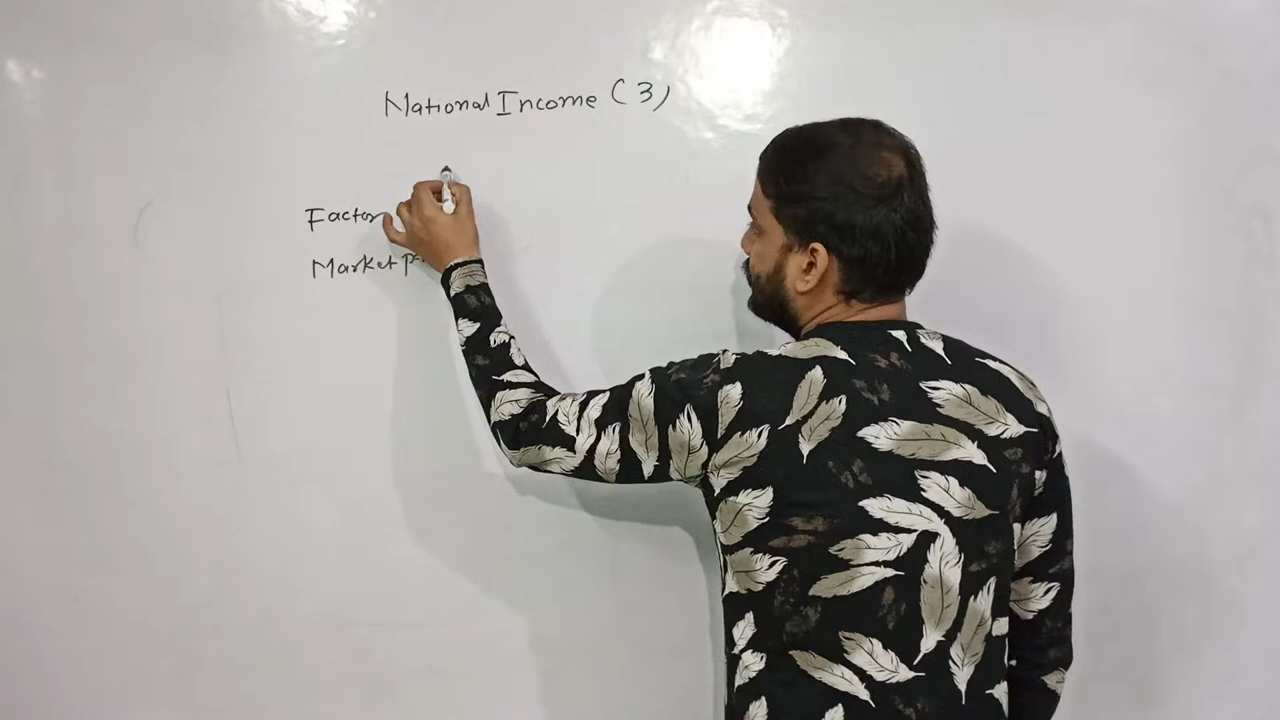 National Income (3)
Factor
Market